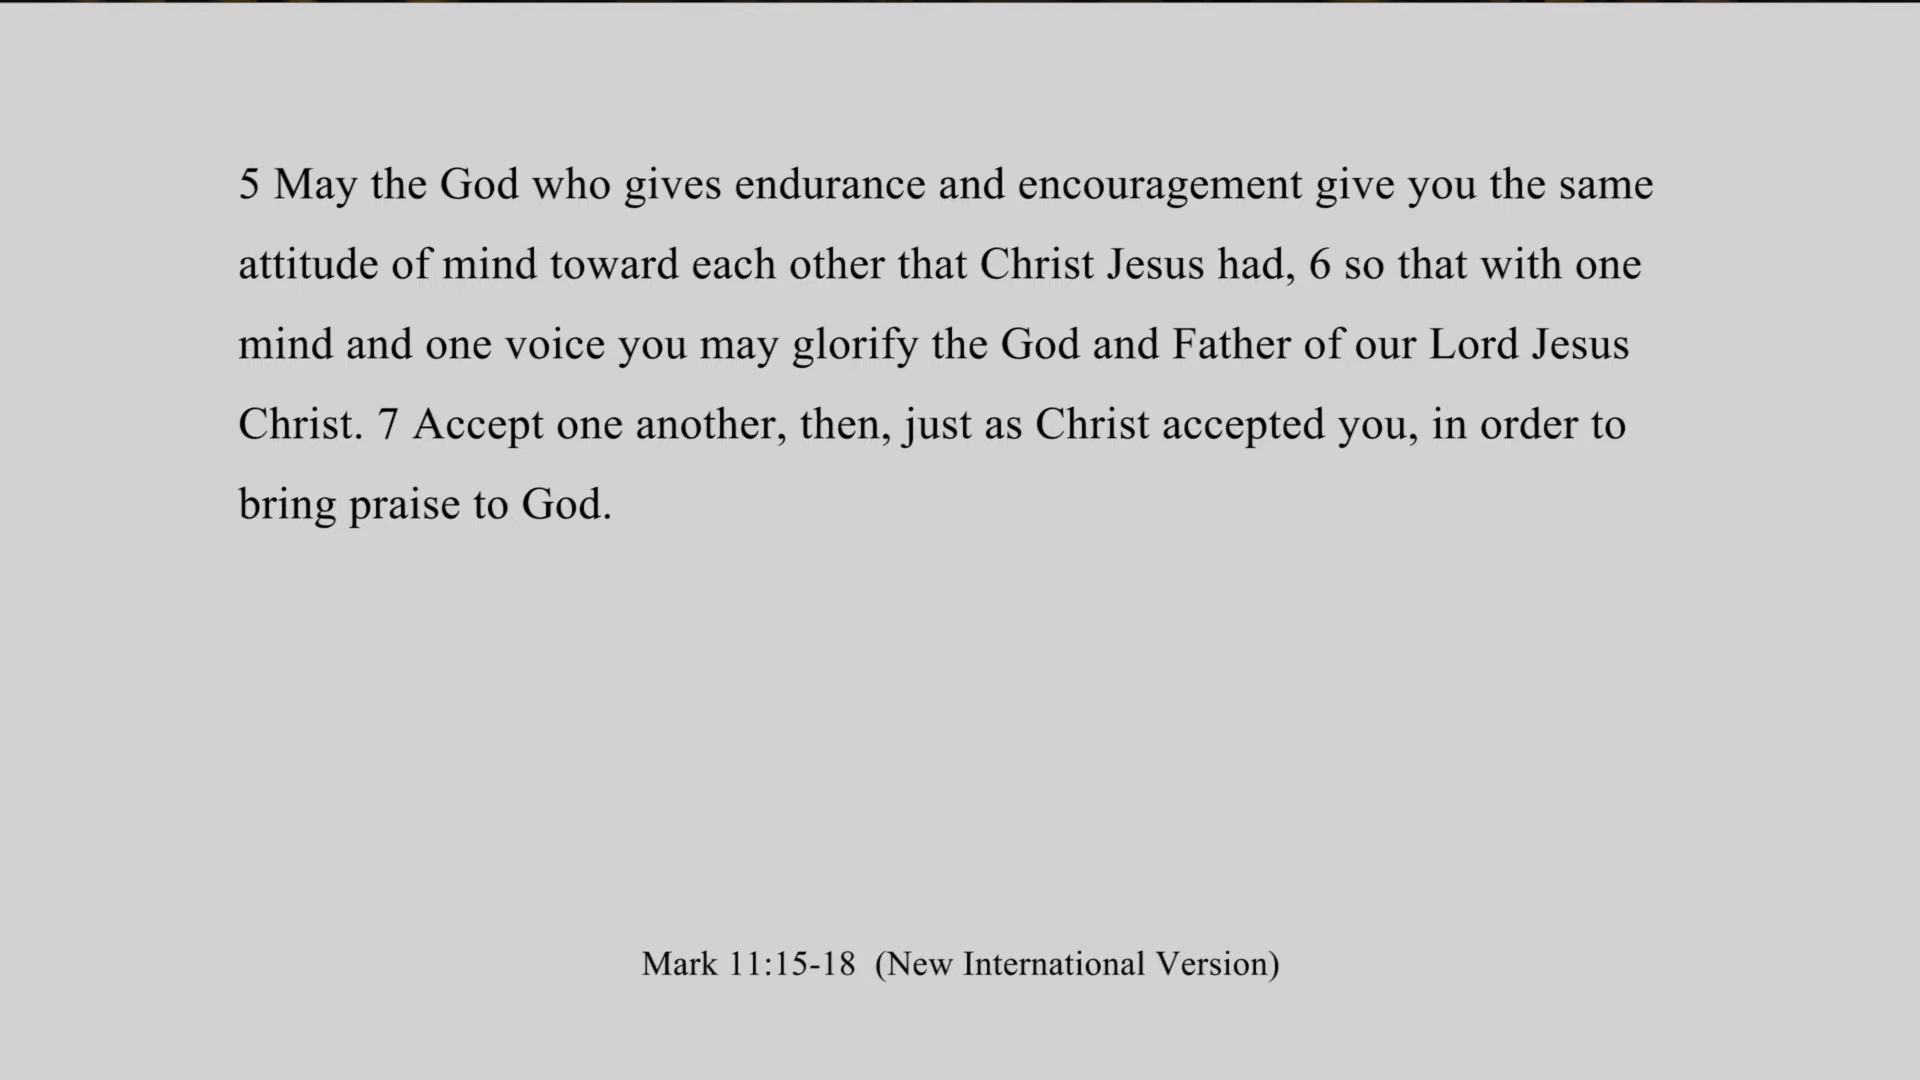 5 May the God who gives endurance and encouragement give you the same
attitude of mind toward each other that Christ Jesus had, 6 so that with one
mind and one voice you may glorify the God and Father of our Lord Jesus
Christ. 7 Accept one another, then, just as Christ accepted you, in order to
bring praise to God.
Mark 11:15-18  (New International Version)